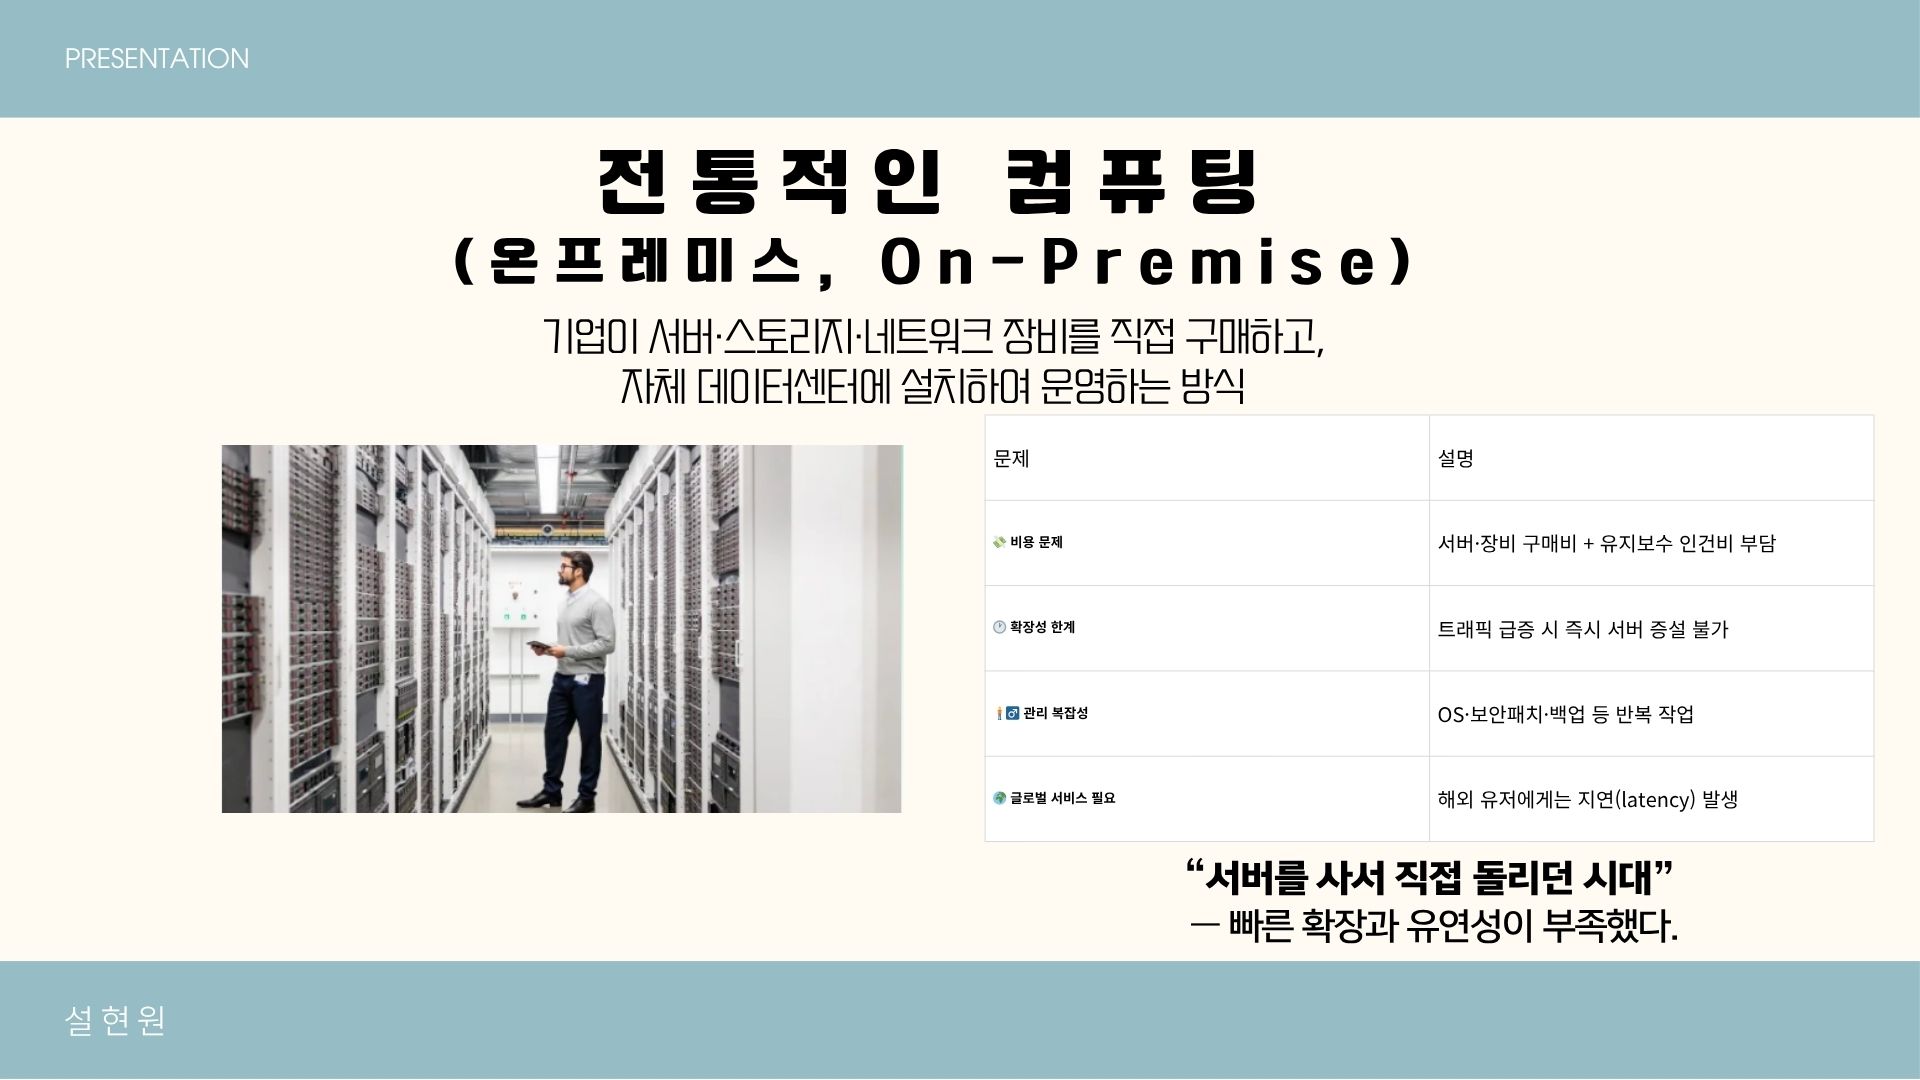 PRESENTATION
전통적인 컴퓨팅
(온프레미스, On-Premise)
기업이 서버·스토리지·네트워크 장비를 직접 구매하고,
자체 데이터센터에 설치하여 운영하는 방식
문제 설명
💸 비용 문제 서버·장비 구매비 + 유지보수 인건비 부담
🕐 확장성 한계 트래픽 급증 시 즉시 서버 증설 불가
🧍♂️ 관리 복잡성 OS·보안패치·백업 등 반복 작업
🌍 글로벌 서비스 필요 해외 유저에게는 지연(latency) 발생
“서버를 사서 직접 돌리던 시대”
— 빠른 확장과 유연성이 부족했다.
설현원